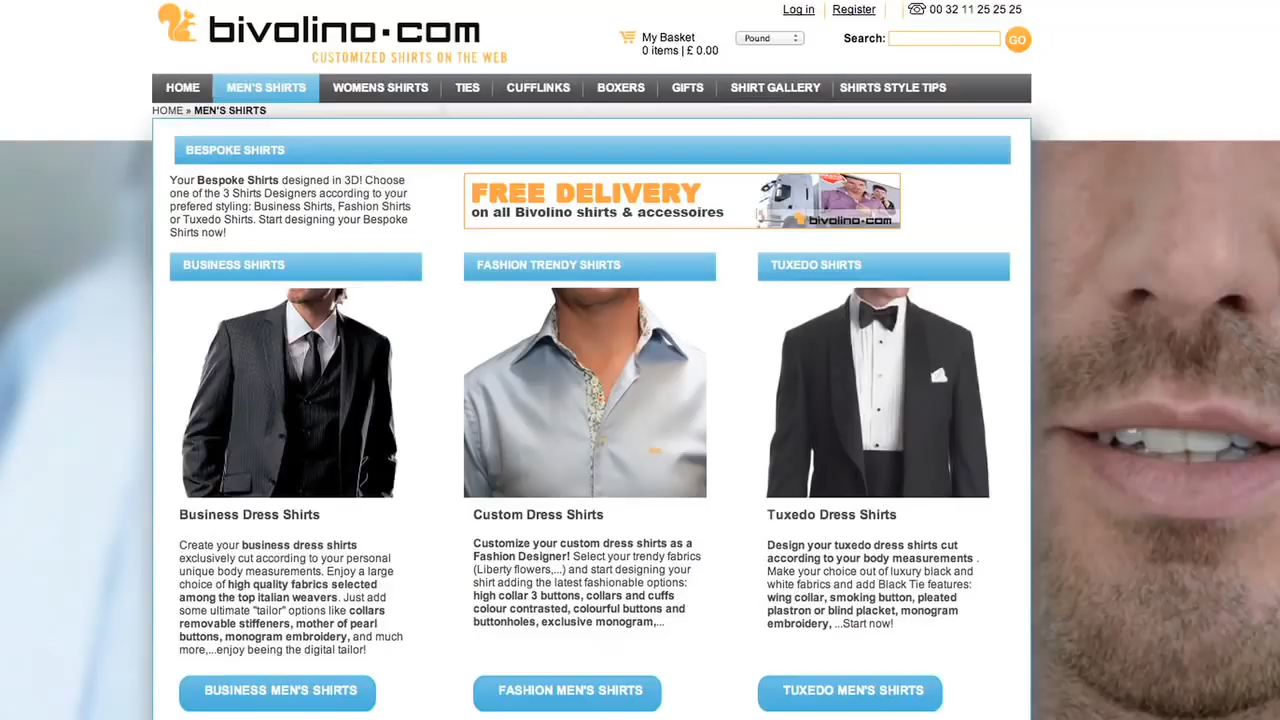 bivolino.com
CUSTOMIZED SHIRTS ON THE WEB
Log in
Register
00 32 11 25 25 25
My Basket
0 items | £ 0.00
Pound
Search:
GO
HOME
MEN'S SHIRTS
WOMENS SHIRTS
TIES
CUFFLINKS
BOXERS
GIFTS
SHIRT GALLERY
SHIRTS STYLE TIPS
HOME » MEN'S SHIRTS
BESPOKE SHIRTS
Your Bespoke Shirts designed in 3D! Choose
one of the 3 Shirts Designers according to your
prefered styling: Business Shirts, Fashion Shirts
or Tuxedo Shirts. Start designing your Bespoke
Shirts now!
FREE DELIVERY
on all Bivolino shirts & accessoires
bivolino.com
BUSINESS SHIRTS
Business Dress Shirts
Create your business dress shirts
exclusively cut according to your personal
unique body measurements. Enjoy a large
choice of high quality fabrics selected
among the top italian weavers. Just add
some ultimate "tailor" options like collars
removable stiffeners, mother of pearl
buttons, monogram embroidery, and much
more,...enjoy beeing the digital tailor!
BUSINESS MEN'S SHIRTS
FASHION TRENDY SHIRTS
Custom Dress Shirts
Customize your custom dress shirts as a
Fashion Designer! Select your trendy fabrics
(Liberty flowers,...) and start designing your
shirt adding the latest fashionable options:
high collar 3 buttons, collars and cuffs
colour contrasted, colourful buttons and
buttonholes, exclusive monogram,...
FASHION MEN'S SHIRTS
TUXEDO SHIRTS
Tuxedo Dress Shirts
Design your tuxedo dress shirts cut
according to your body measurements .
Make your choice out of luxury black and
white fabrics and add Black Tie features:
wing collar, smoking button, pleated
plastron or blind placket, monogram
embroidery, ...Start now!
TUXEDO MEN'S SHIRTS